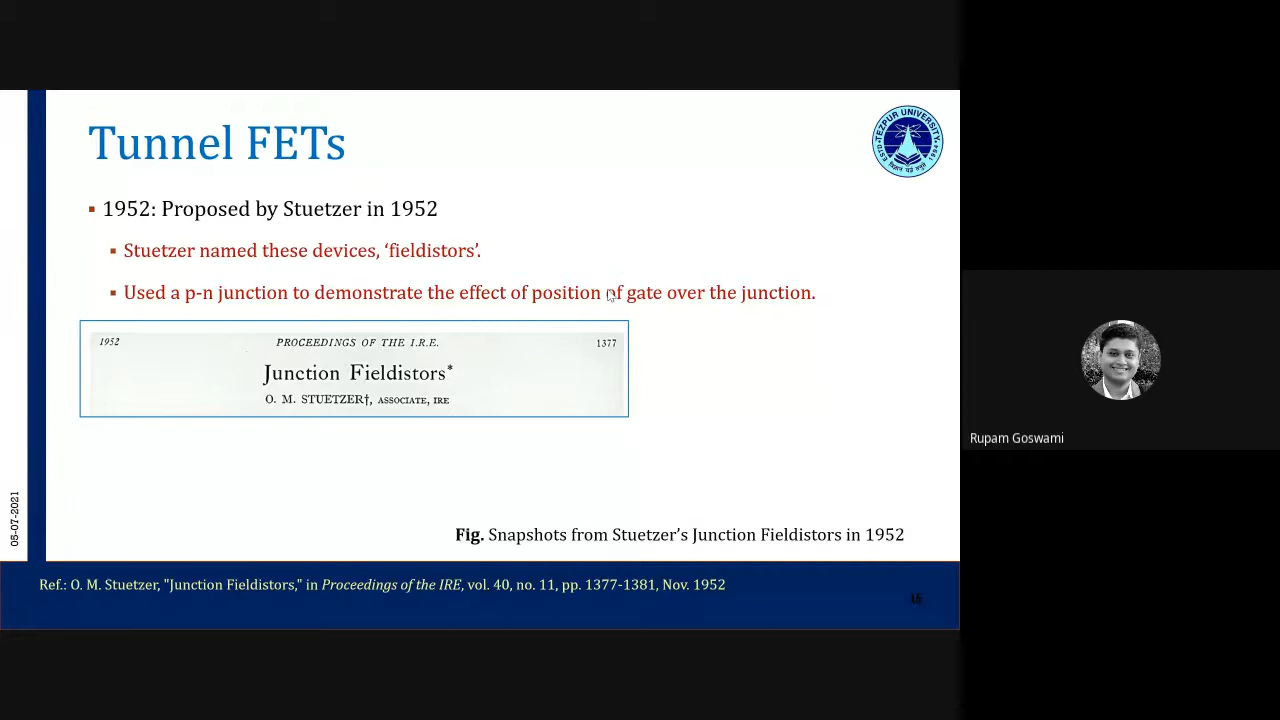 Tunnel FETs
TEZPUR UNIVERSITY
▪ 1952: Proposed by Stuetzer in 1952
▪ Stuetzer named these devices, ‘fieldistors’.
▪ Used a p-n junction to demonstrate the effect of position of gate over the junction.
1952 PROCEEDINGS OF THE I.R.E. 1377
Junction Fieldistors*
O. M. STUETZER†, ASSOCIATE, IRE
Fig. Snapshots from Stuetzer’s Junction Fieldistors in 1952
05-07-2021
Ref.: O. M. Stuetzer, "Junction Fieldistors," in Proceedings of the IRE, vol. 40, no. 11, pp. 1377-1381, Nov. 1952
Rupam Goswami